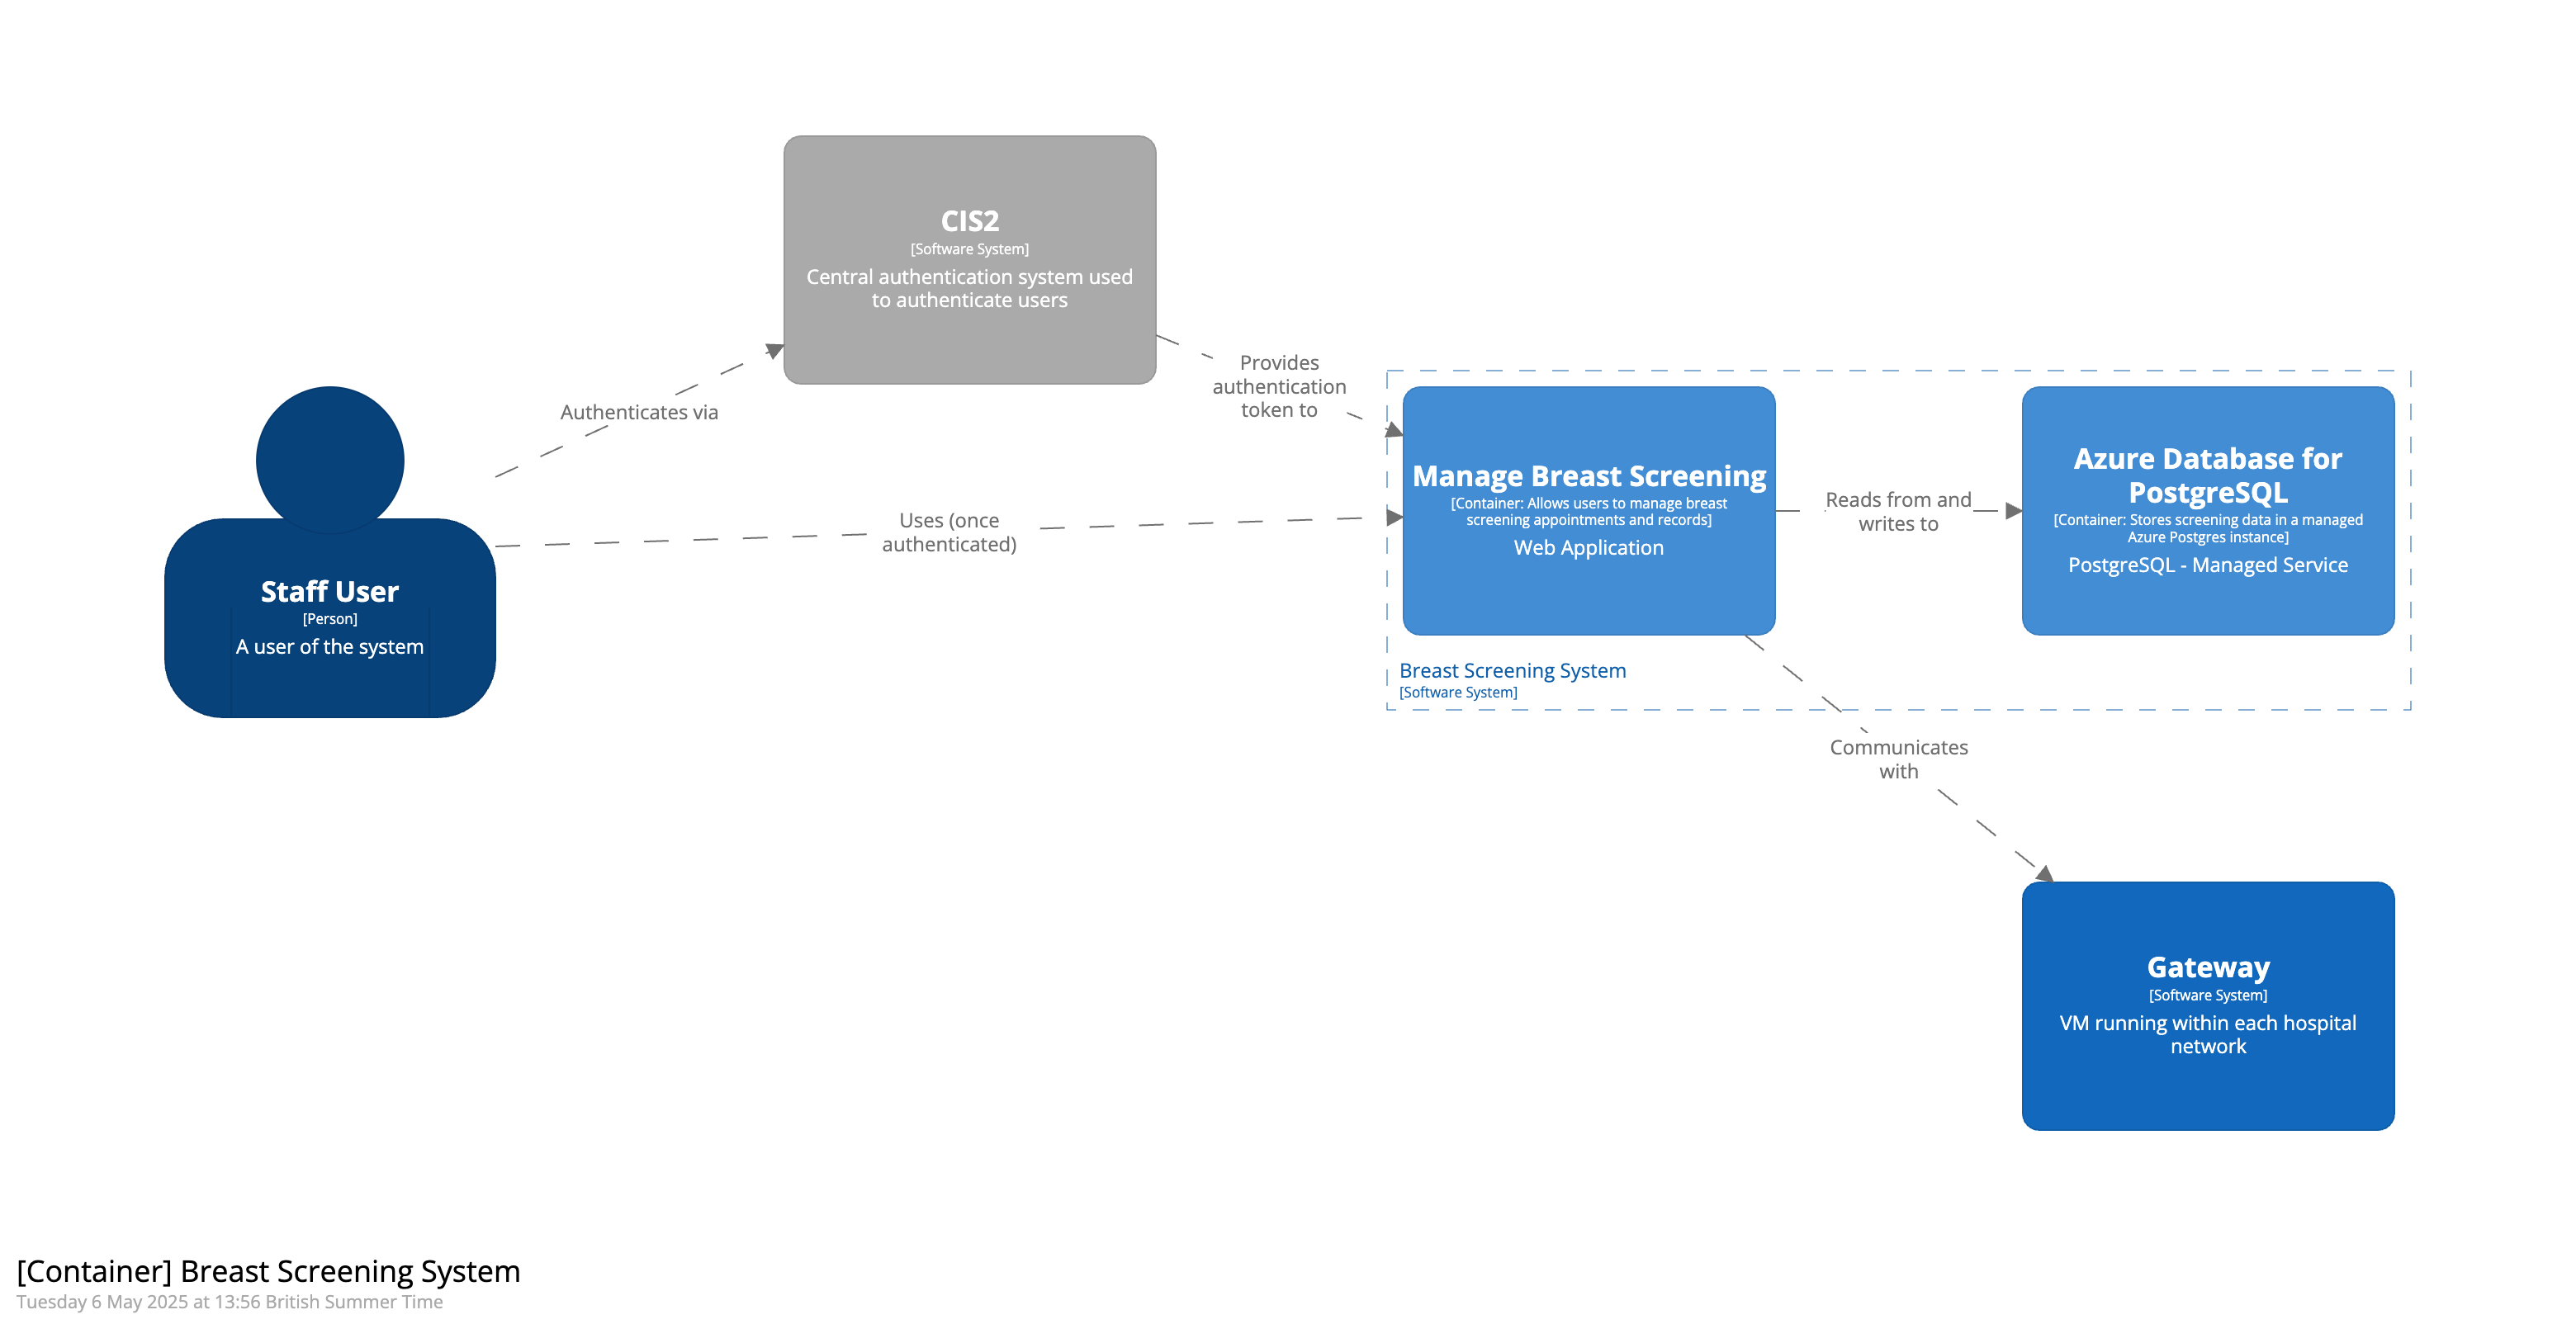 CIS2
[Software System]
Central authentication system used
to authenticate users
Authenticates via
Provides
authentication
token to
Staff User
[Person]
A user of the system
Uses (once
authenticated)
Manage Breast Screening
[Container: Allows users to manage breast
screening appointments and records]
Web Application
Reads from and
writes to
Azure Database for
PostgreSQL
[Container: Stores screening data in a managed
Azure Postgres instance]
PostgreSQL - Managed Service
Breast Screening System
[Software System]
Communicates
with
Gateway
[Software System]
VM running within each hospital
network
[Container] Breast Screening System
Tuesday 6 May 2025 at 13:56 British Summer Time